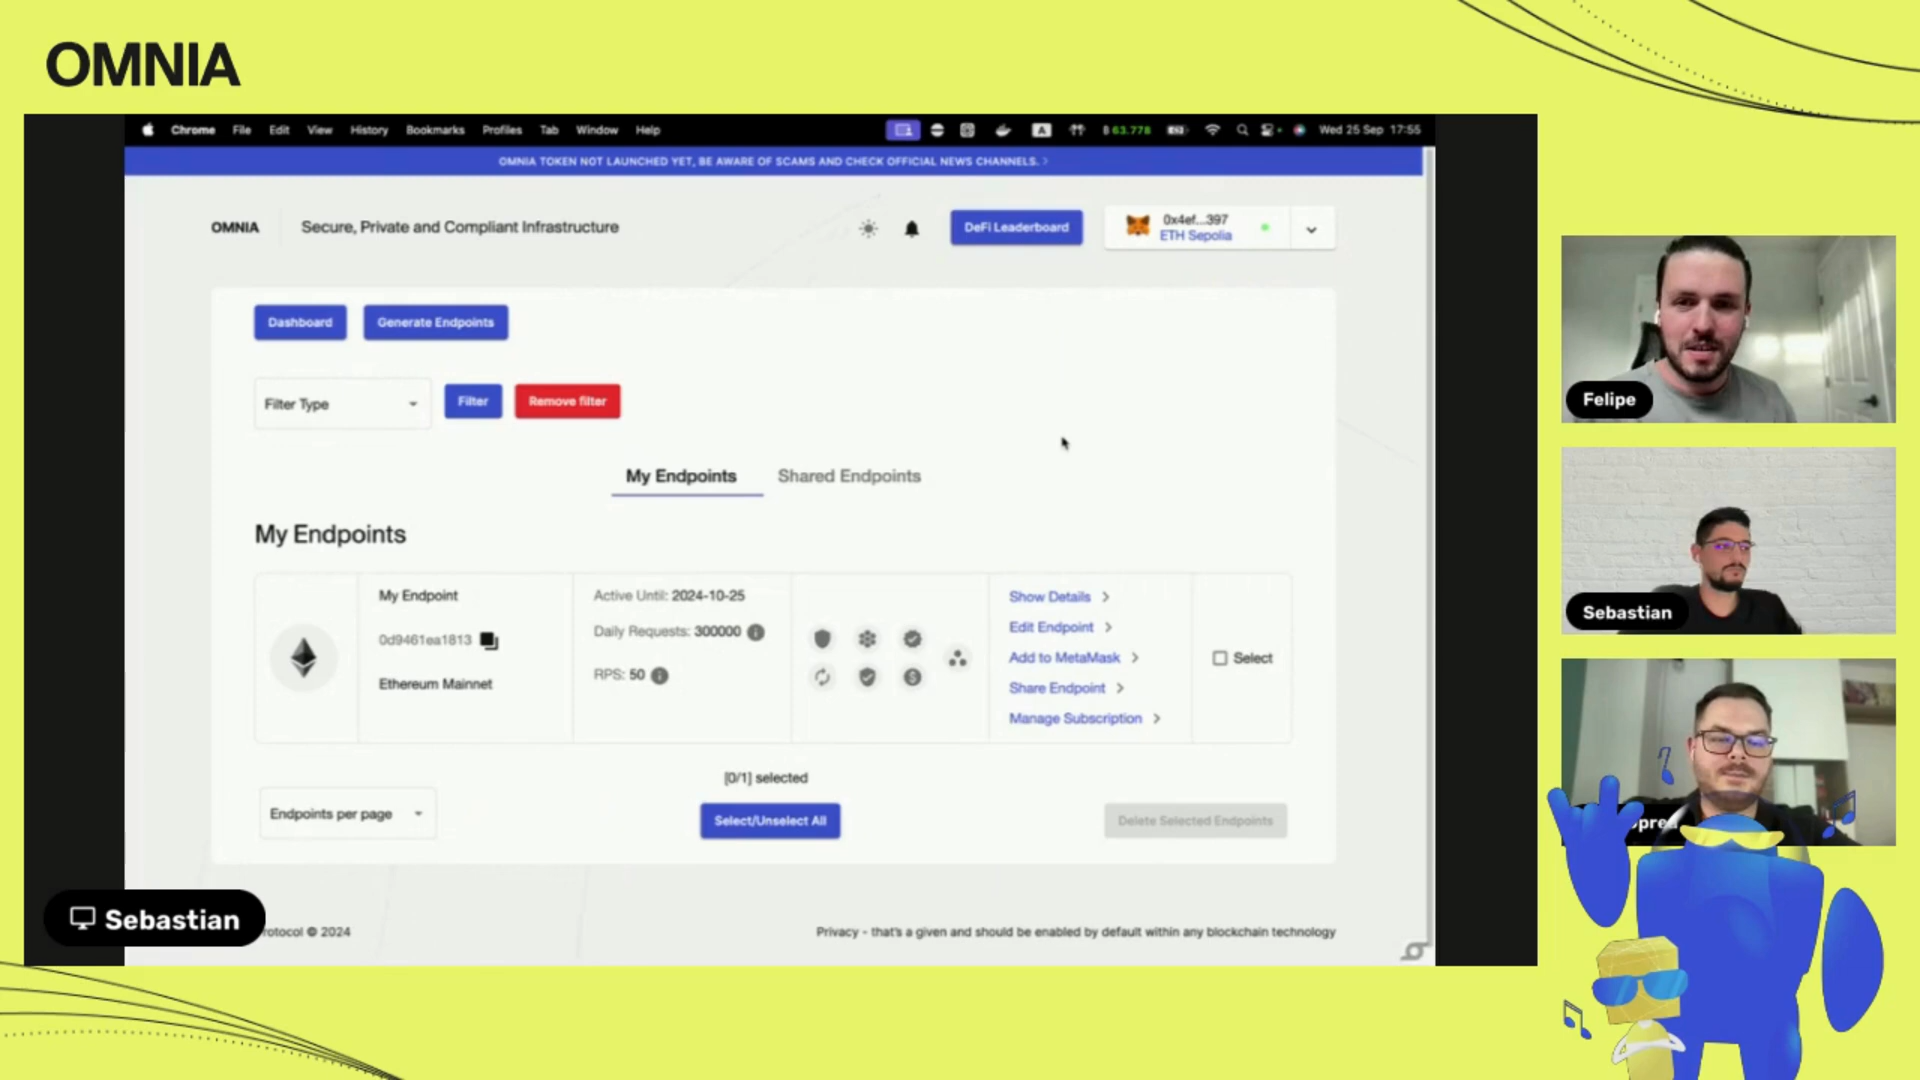 OMNIA
Chrome File Edit View History Bookmarks Profiles Tab Window Help
A
63.778
Wed 25 Sep 17:55
OMNIA TOKEN NOT LAUNCHED YET, BE AWARE OF SCAMS AND CHECK OFFICIAL NEWS CHANNELS. >
OMNIA
Secure, Private and Compliant Infrastructure
DeFi Leaderboard
0x4ef...397
ETH Sepolia
Dashboard
Generate Endpoints
Filter Type
Filter
Remove filter
My Endpoints
Shared Endpoints
My Endpoints
My Endpoint
0d9461ea1813
Ethereum Mainnet
Active Until: 2024-10-25
Daily Requests: 300000
RPS: 50
Show Details >
Edit Endpoint >
Add to MetaMask >
Share Endpoint >
Manage Subscription >
Select
[0/1] selected
Endpoints per page
Select/Unselect All
Delete Selected Endpoints
Sebastian
rotocol © 2024
Privacy - that's a given and should be enabled by default within any blockchain technology
Felipe
Sebastian